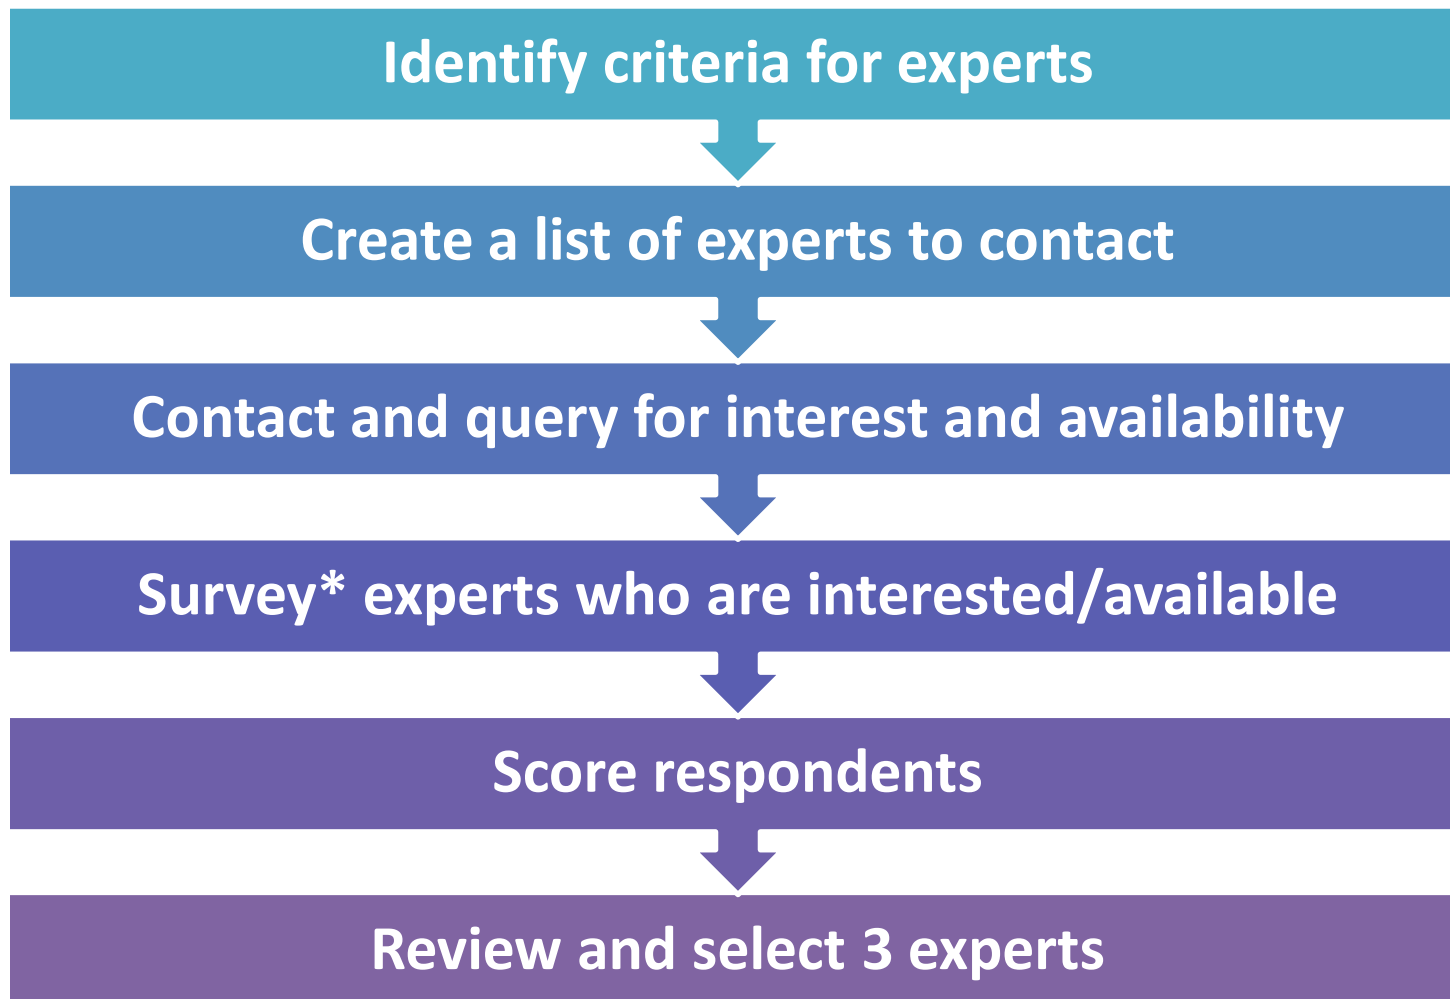 Identify criteria for experts
Create a list of experts to contact
Contact and query for interest and availability
Survey* experts who are interested/available
Score respondents
Review and select 3 experts